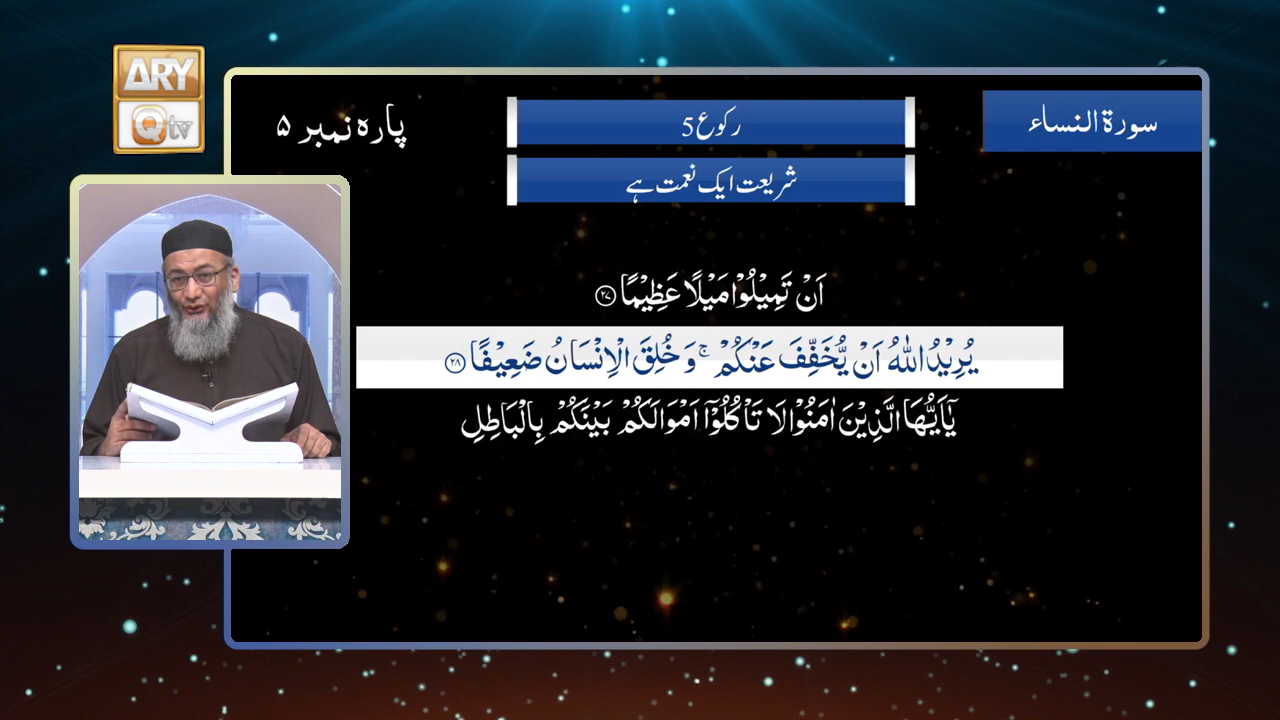 ARY
Qtv
سورۃ النساء
رکوع 5
پارہ نمبر ۵
شریعت ایک نعمت ہے
اَنْ تَمِیْلُوْا مَیْلًا عَظِیْمًا ﴿۲۷﴾
یُرِیْدُ اللّٰهُ اَنْ یُّخَفِّفَ عَنْكُمْ ۚ وَ خُلِقَ الْاِنْسَانُ ضَعِیْفًا ﴿۲۸﴾
یٰۤاَیُّهَا الَّذِیْنَ اٰمَنُوْا لَا تَاْكُلُوْۤا اَمْوَالَكُمْ بَیْنَكُمْ بِالْبَاطِلِ